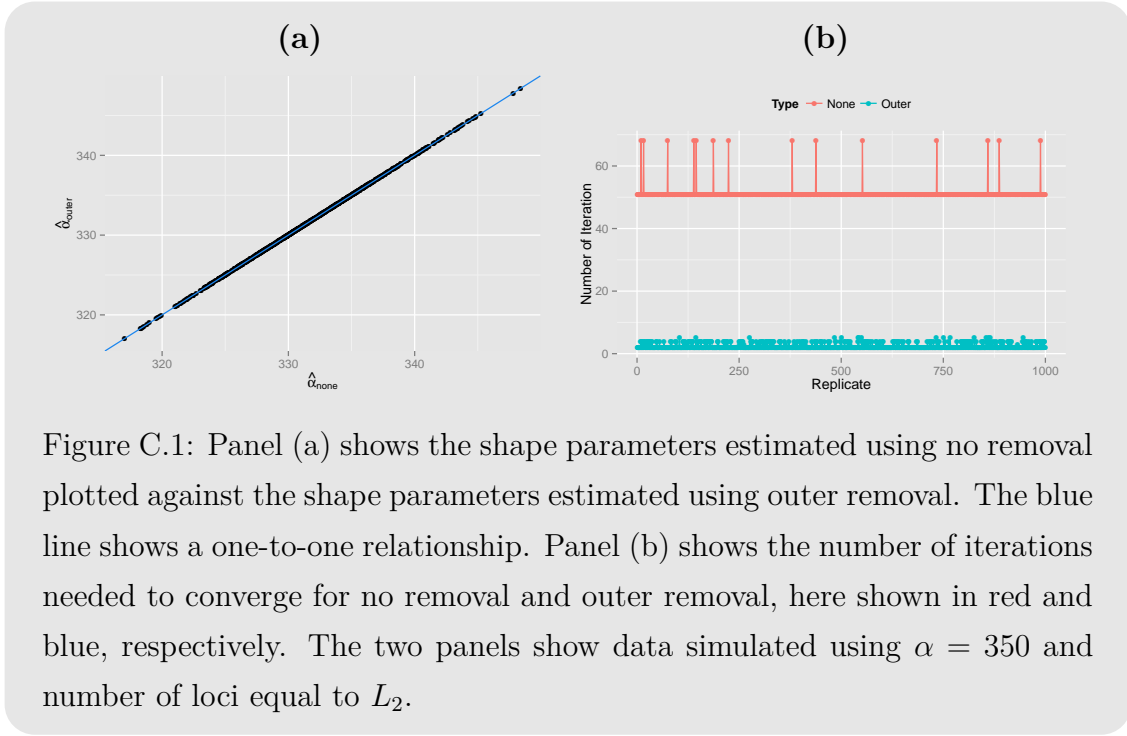 (a)
(b)
340
330
320
α̂outer
320
330
340
α̂none
Type None Outer
60
40
20
0
Number of Iteration
0
250
500
750
1000
Replicate
Figure C.1: Panel (a) shows the shape parameters estimated using no removal
plotted against the shape parameters estimated using outer removal. The blue
line shows a one-to-one relationship. Panel (b) shows the number of iterations
needed to converge for no removal and outer removal, here shown in red and
blue, respectively. The two panels show data simulated using α = 350 and
number of loci equal to L₂.